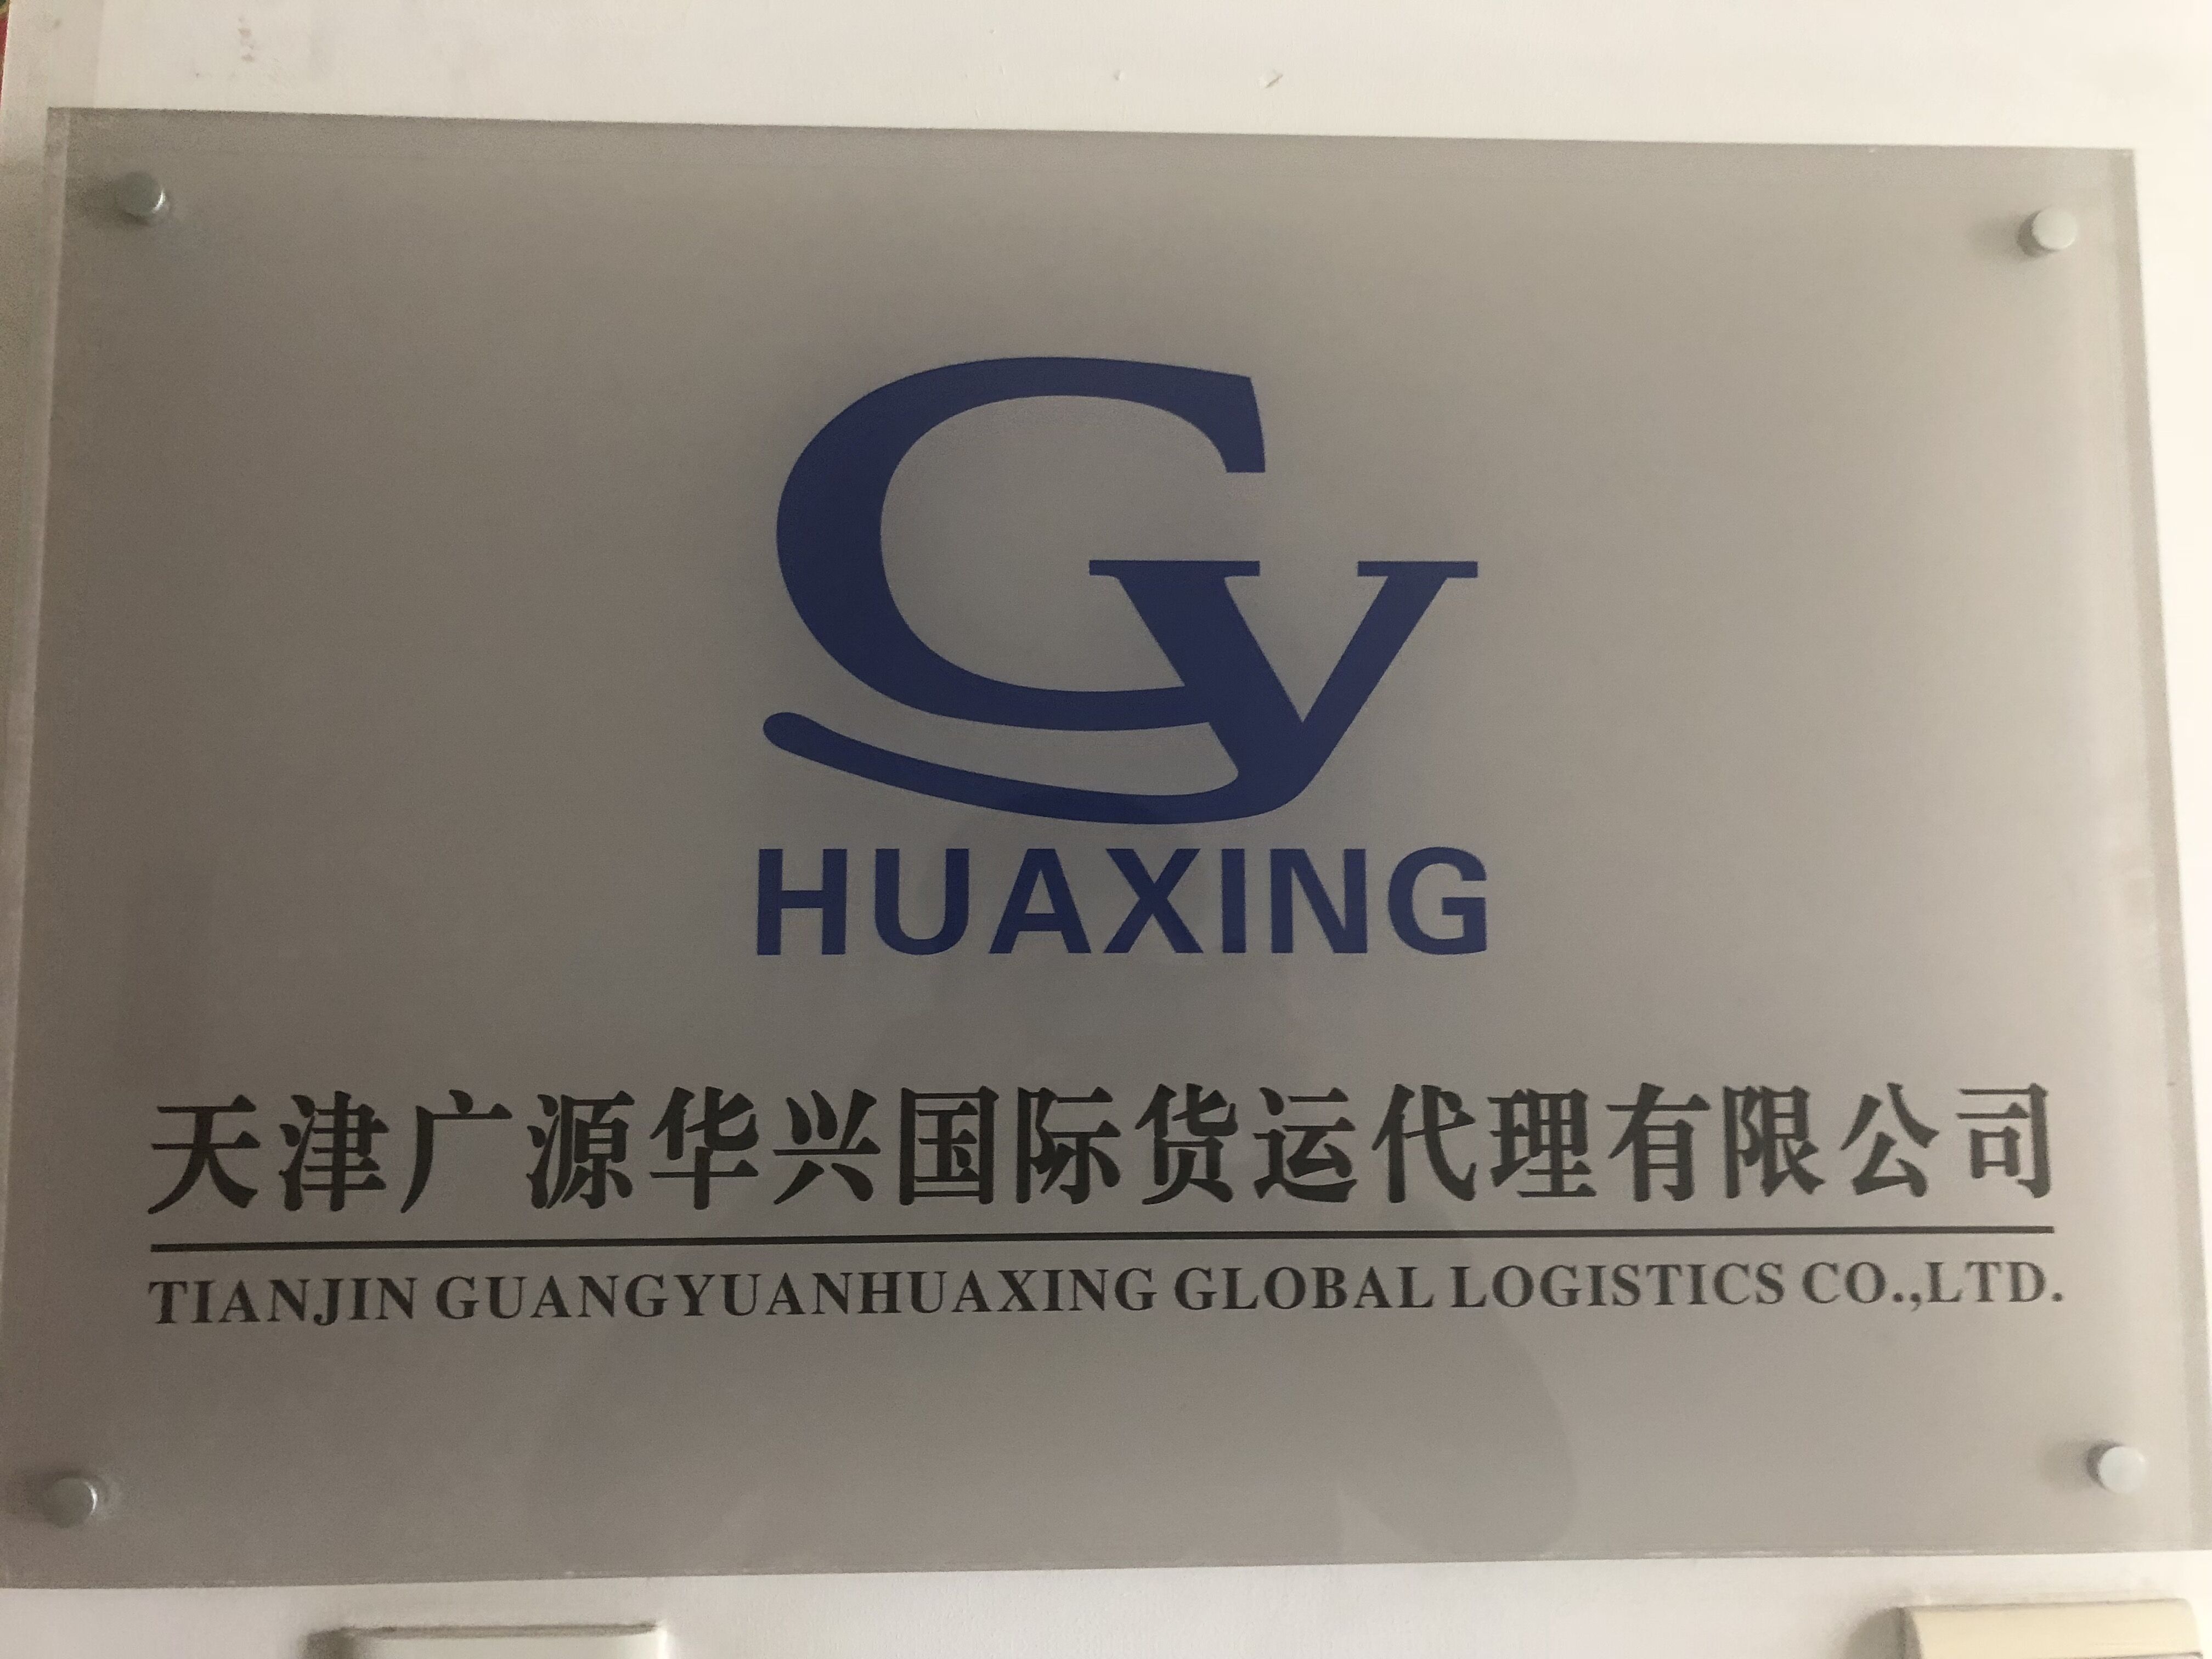 Gy
HUAXING
天津广源华兴国际货运代理有限公司
TIANJIN GUANGYUANHUAXING GLOBAL LOGISTICS CO.,LTD.